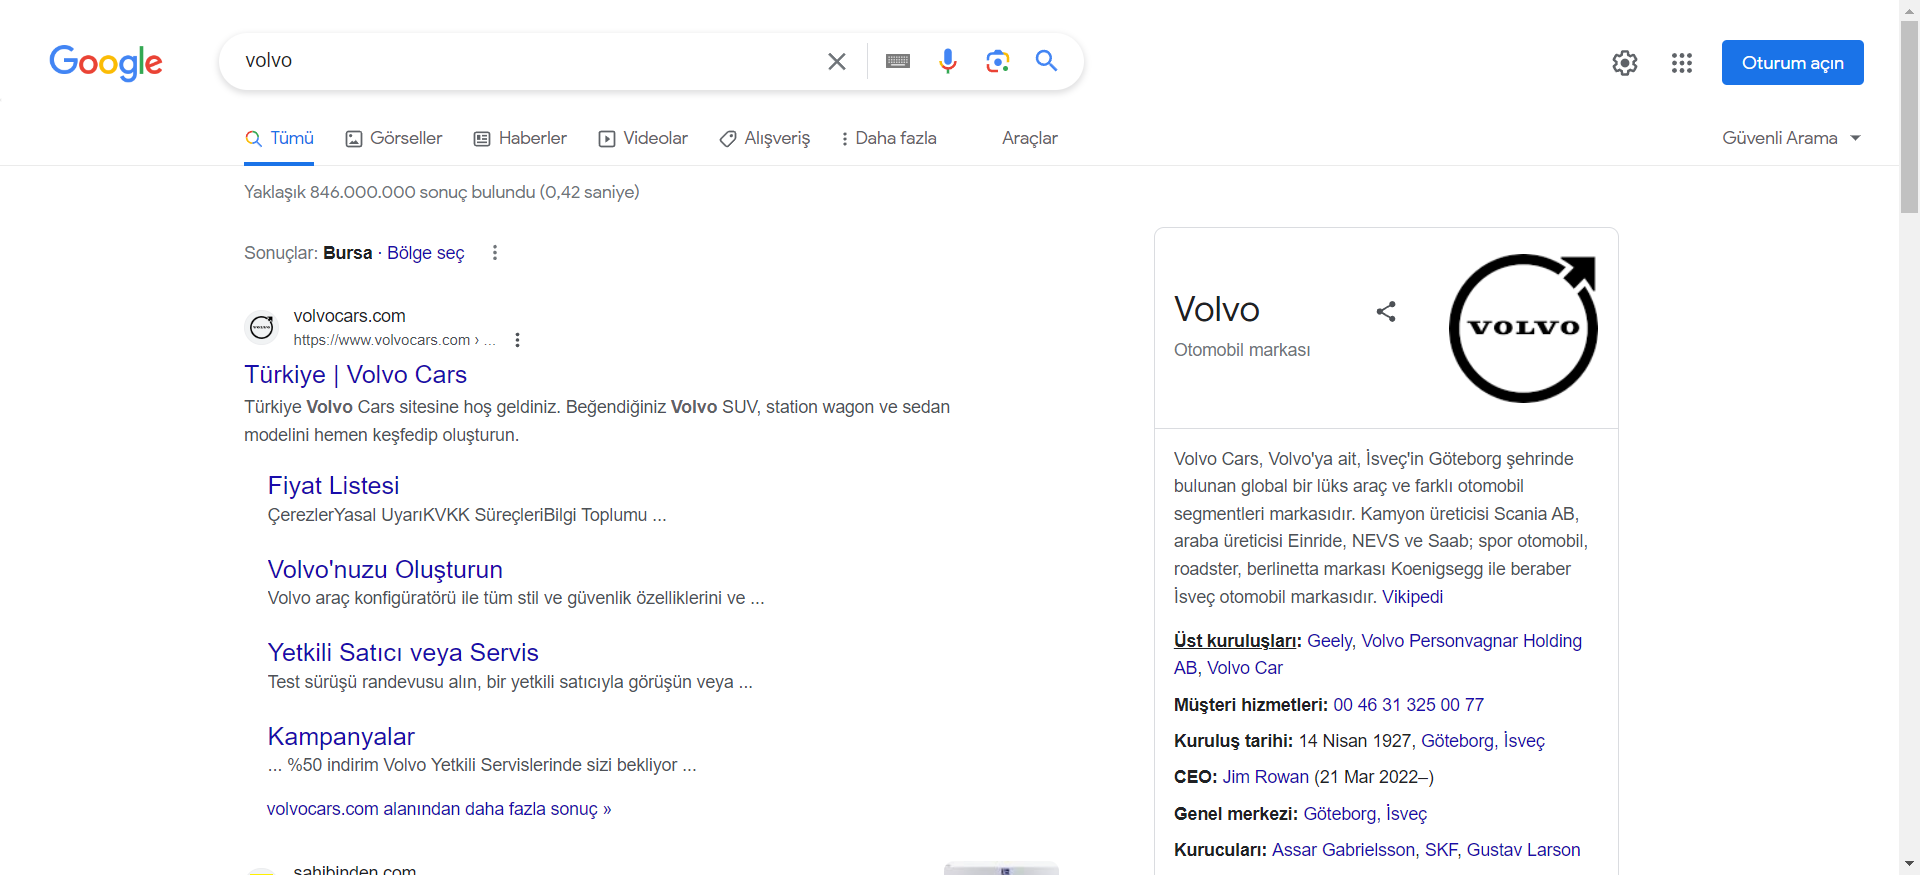 Google
volvo
Oturum açın
Tümü
Görseller
Haberler
Videolar
Alışveriş
Daha fazla
Araçlar
Güvenli Arama
Yaklaşık 846.000.000 sonuç bulundu (0,42 saniye)
Sonuçlar: Bursa · Bölge seç
VOLVO
volvocars.com
https://www.volvocars.com › ...
Türkiye | Volvo Cars
Türkiye Volvo Cars sitesine hoş geldiniz. Beğendiğiniz Volvo SUV, station wagon ve sedan
modelini hemen keşfedip oluşturun.
Fiyat Listesi
ÇerezlerYasal UyarıKVKK SüreçleriBilgi Toplumu ...
Volvo'nuzu Oluşturun
Volvo araç konfigüratörü ile tüm stil ve güvenlik özelliklerini ve ...
Yetkili Satıcı veya Servis
Test sürüşü randevusu alın, bir yetkili satıcıyla görüşün veya ...
Kampanyalar
... %50 indirim Volvo Yetkili Servislerinde sizi bekliyor ...
volvocars.com alanından daha fazla sonuç »
sahibinden.com
Volvo
Otomobil markası
VOLVO
Volvo Cars, Volvo'ya ait, İsveç'in Göteborg şehrinde
bulunan global bir lüks araç ve farklı otomobil
segmentleri markasıdır. Kamyon üreticisi Scania AB,
araba üreticisi Einride, NEVS ve Saab; spor otomobil,
roadster, berlinetta markası Koenigsegg ile beraber
İsveç otomobil markasıdır. Vikipedi
Üst kuruluşları: Geely, Volvo Personvagnar Holding
AB, Volvo Car
Müşteri hizmetleri: 00 46 31 325 00 77
Kuruluş tarihi: 14 Nisan 1927, Göteborg, İsveç
CEO: Jim Rowan (21 Mar 2022–)
Genel merkezi: Göteborg, İsveç
Kurucuları: Assar Gabrielsson, SKF, Gustav Larson